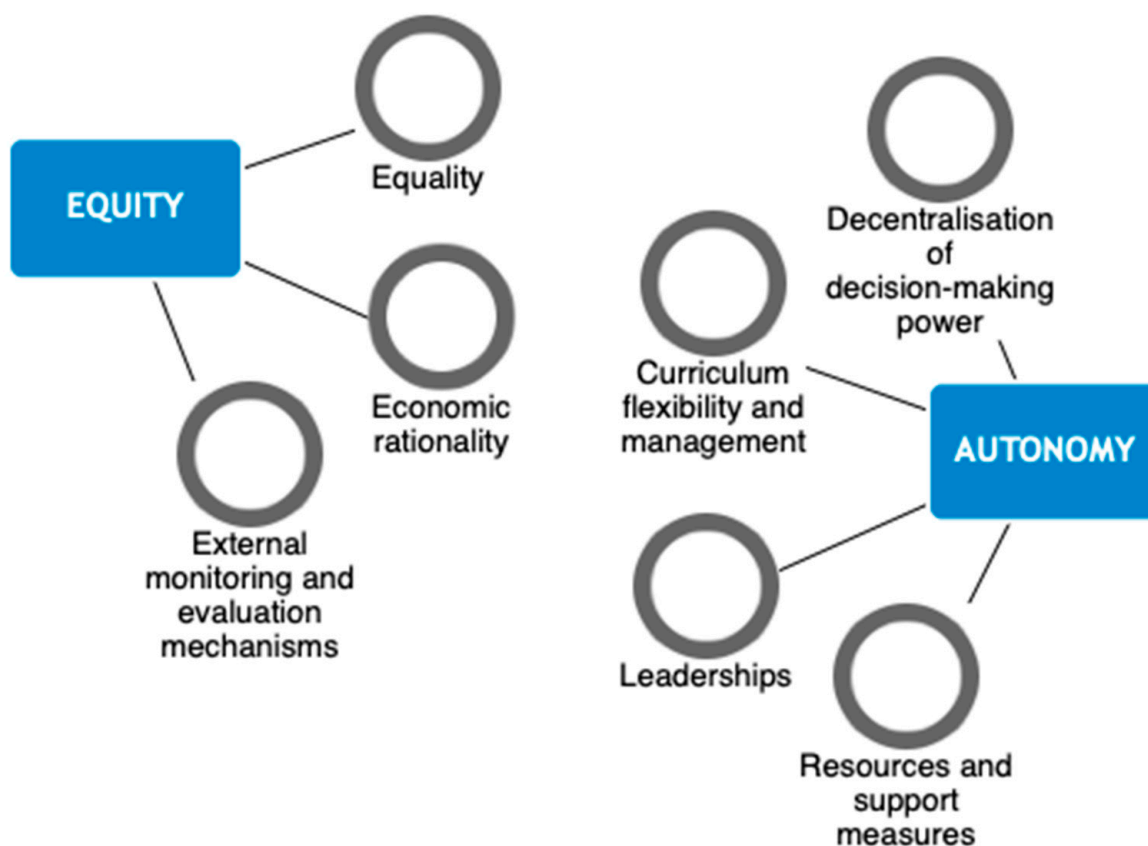 EQUITY
Equality
Economic
rationality
External
monitoring and
evaluation
mechanisms
Decentralisation
of
decision-making
power
Curriculum
flexibility and
management
AUTONOMY
Leaderships
Resources and
support
measures